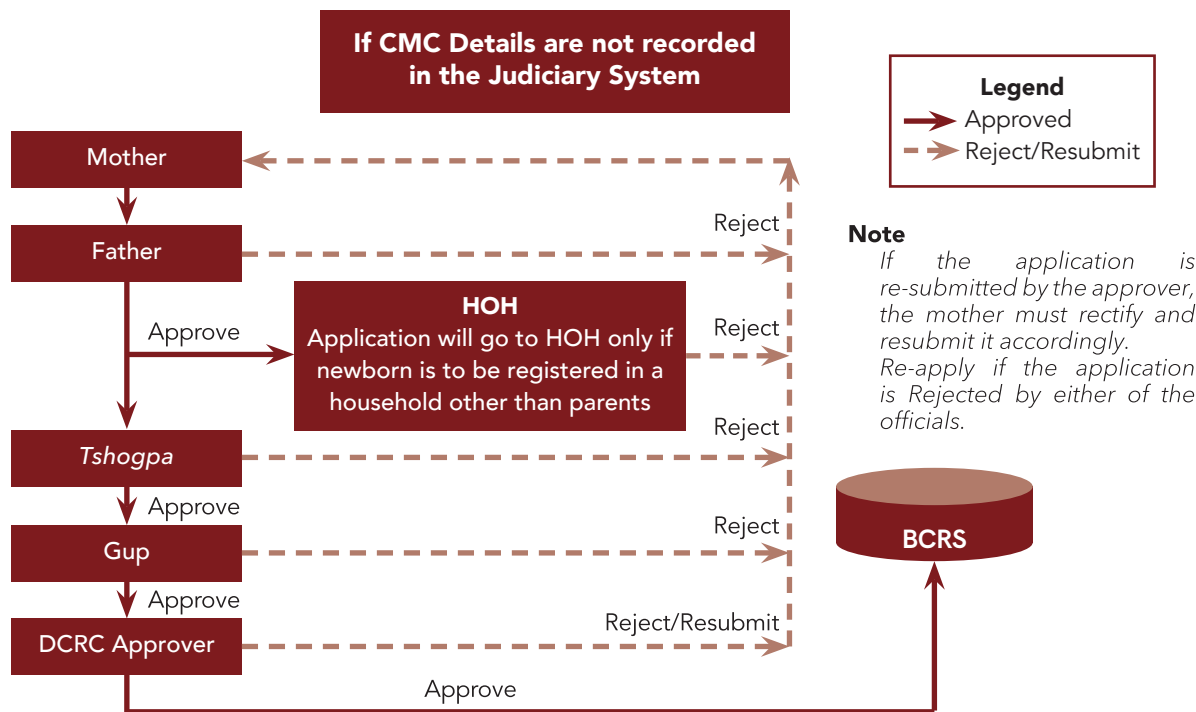 If CMC Details are not recorded
in the Judiciary System
Legend
Approved
Reject/Resubmit
Mother
Father
Reject
Note
If the application is
re-submitted by the approver,
the mother must rectify and
resubmit it accordingly.
Re-apply if the application
is Rejected by either of the
officials.
Approve
HOH
Application will go to HOH only if
newborn is to be registered in a
household other than parents
Reject
Tshogpa
Reject
Approve
Gup
Reject
BCRS
Approve
DCRC Approver
Reject/Resubmit
Approve